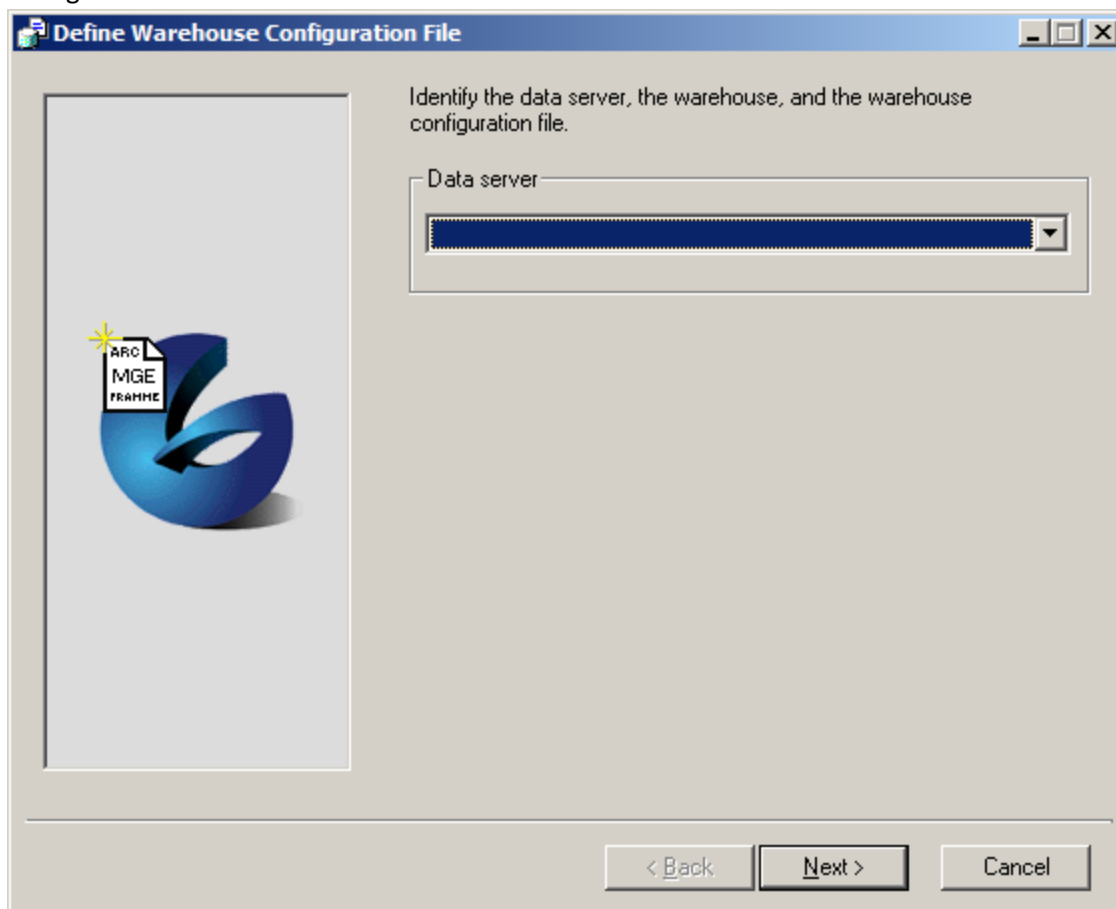 Define Warehouse Configuration File
Identify the data server, the warehouse, and the warehouse
configuration file.
Data server
ARC
MGE
FRAMME
< Back
Next >
Cancel